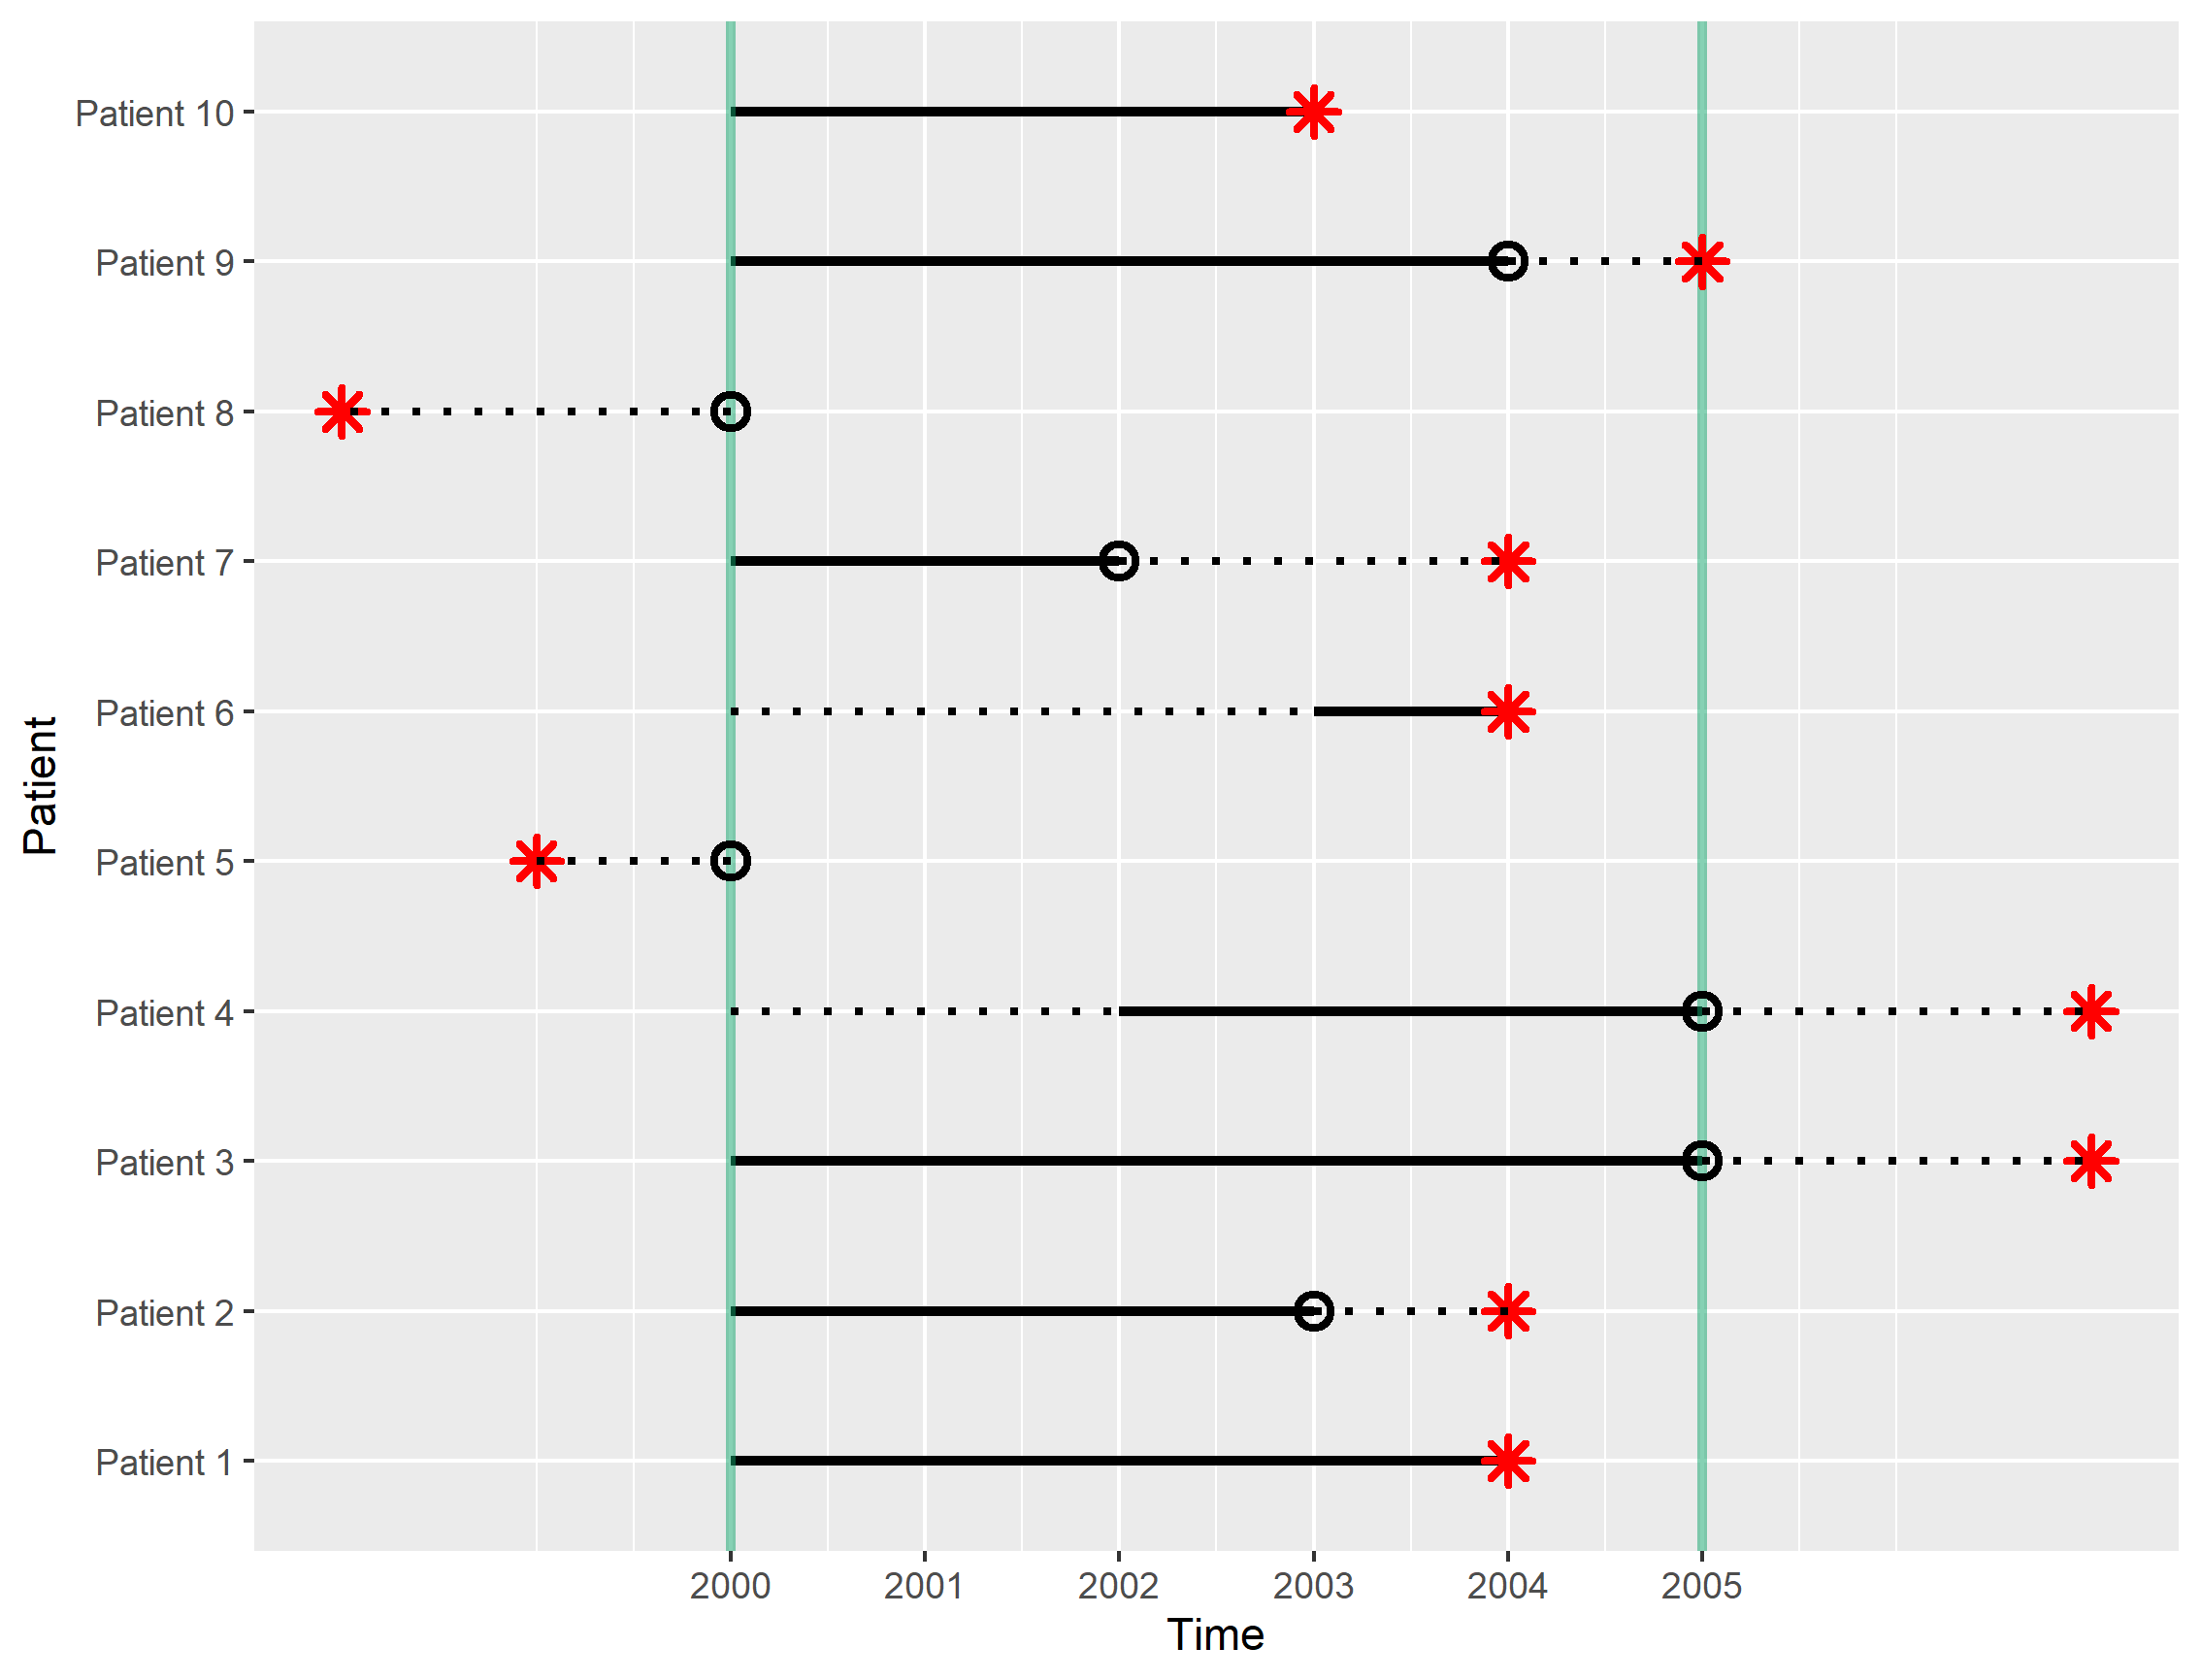 Patient 10
Patient 9
Patient 8
Patient 7
Patient 6
Patient 5
Patient 4
Patient 3
Patient 2
Patient 1
Patient
2000 2001 2002 2003 2004 2005
Time